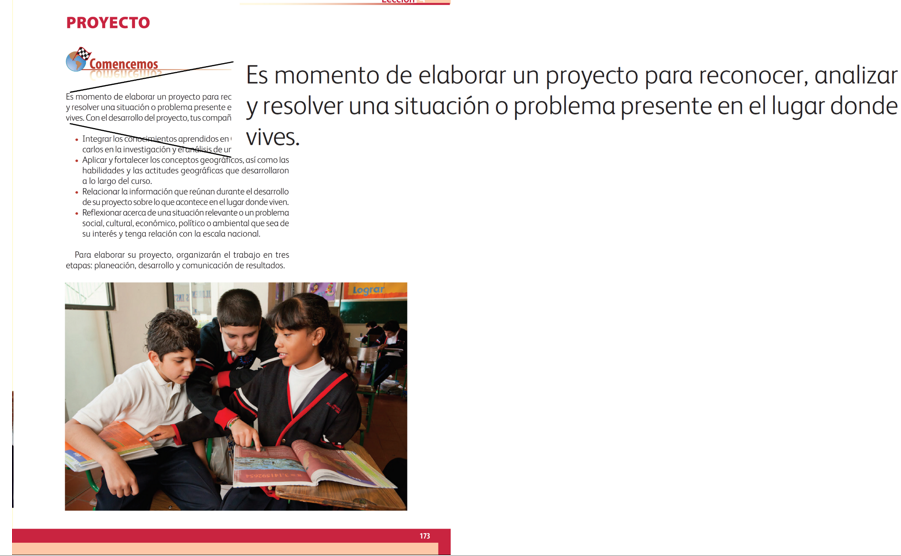 Lección
PROYECTO
Comencemos
Es momento de elaborar un proyecto para rec
y resolver una situación o problema presente e
vives. Con el desarrollo del proyecto, tus compañ
Es momento de elaborar un proyecto para reconocer, analizar
y resolver una situación o problema presente en el lugar donde
vives.
• Integrar los conocimientos aprendidos en
carlos en la investigación y el análisis de un
• Aplicar y fortalecer los conceptos geográficos, así como las
habilidades y las actitudes geográficas que desarrollaron
a lo largo del curso.
• Relacionar la información que reúnan durante el desarrollo
de su proyecto sobre lo que acontece en el lugar donde viven.
• Reflexionar acerca de una situación relevante o un problema
social, cultural, económico, político o ambiental que sea de
su interés y tenga relación con la escala nacional.
Para elaborar su proyecto, organizarán el trabajo en tres
etapas: planeación, desarrollo y comunicación de resultados.
Lograr
173